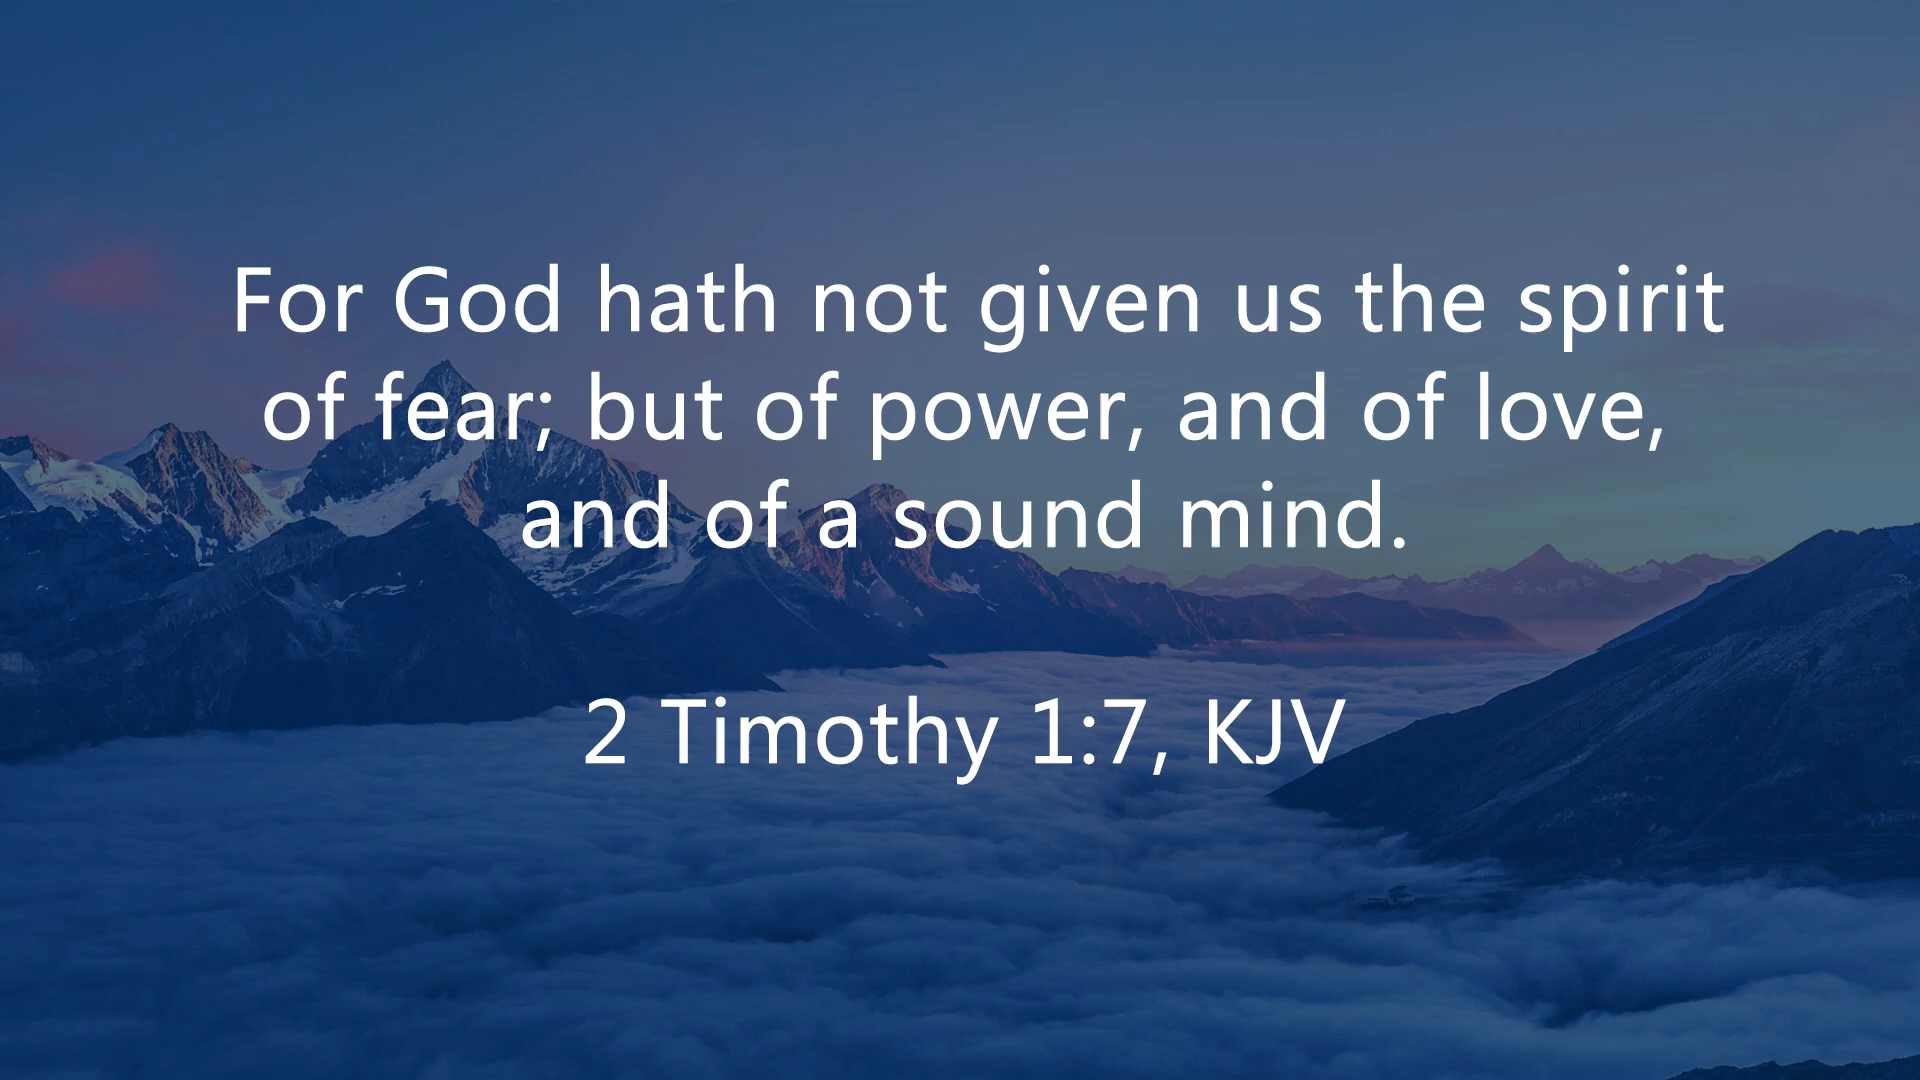 For God hath not given us the spirit
of fear; but of power, and of love,
and of a sound mind.
2 Timothy 1:7, KJV